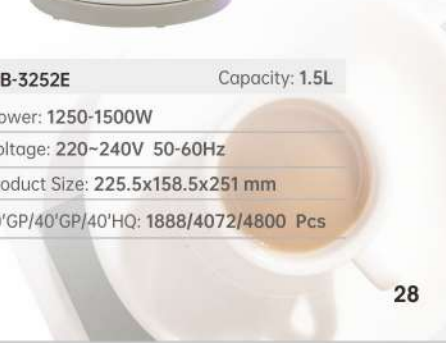 B-3252E Capacity: 1.5L
ower: 1250-1500W
oltage: 220~240V 50-60Hz
oduct Size: 225.5x158.5x251 mm
'GP/40'GP/40'HQ: 1888/4072/4800 Pcs
28